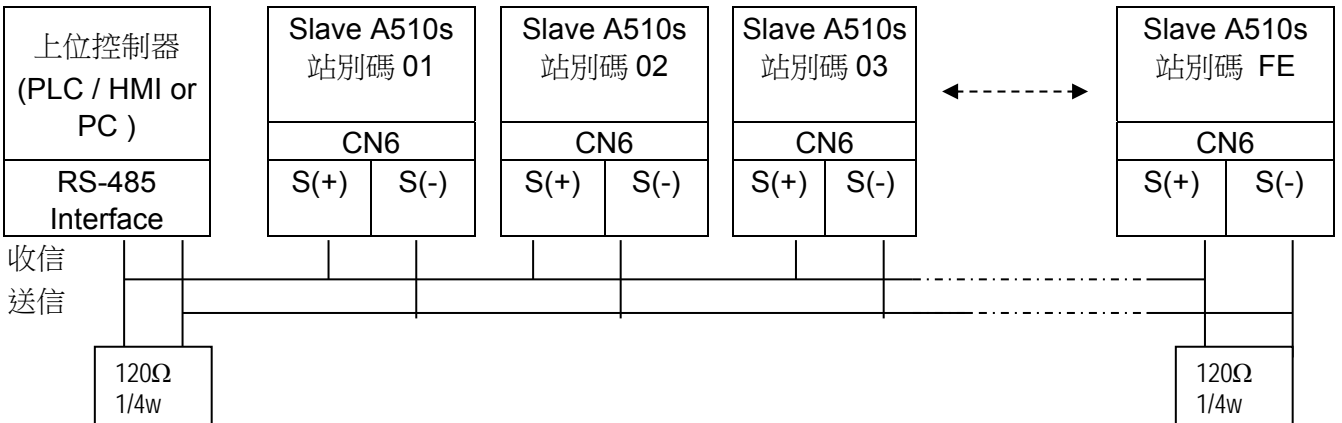 上位控制器
(PLC / HMI or
PC )
RS-485
Interface
Slave A510s
站別碼 01
CN6
S(+) S(-)
Slave A510s
站別碼 02
CN6
S(+) S(-)
Slave A510s
站別碼 03
CN6
S(+) S(-)
Slave A510s
站別碼 FE
CN6
S(+) S(-)
收信
送信
120Ω
1/4w
120Ω
1/4w